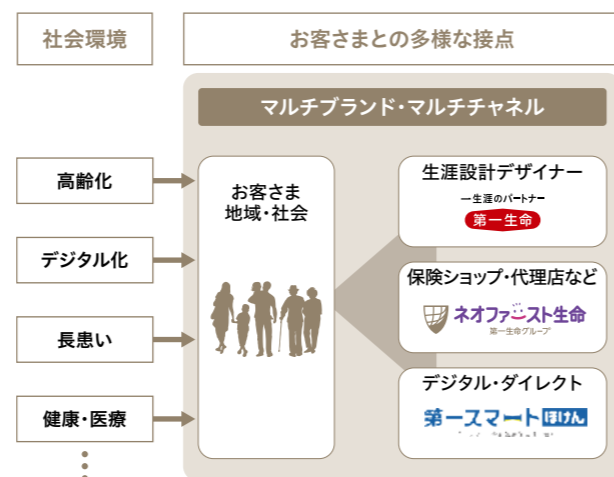 社会環境
お客さまとの多様な接点
マルチブランド・マルチチャネル
高齢化
デジタル化
長患い
健康・医療
お客さま
地域・社会
生涯設計デザイナー
一生涯のパートナー
第一生命
保険ショップ・代理店など
ネオファースト生命
第一生命グループ
デジタル・ダイレクト
第一スマートほけん